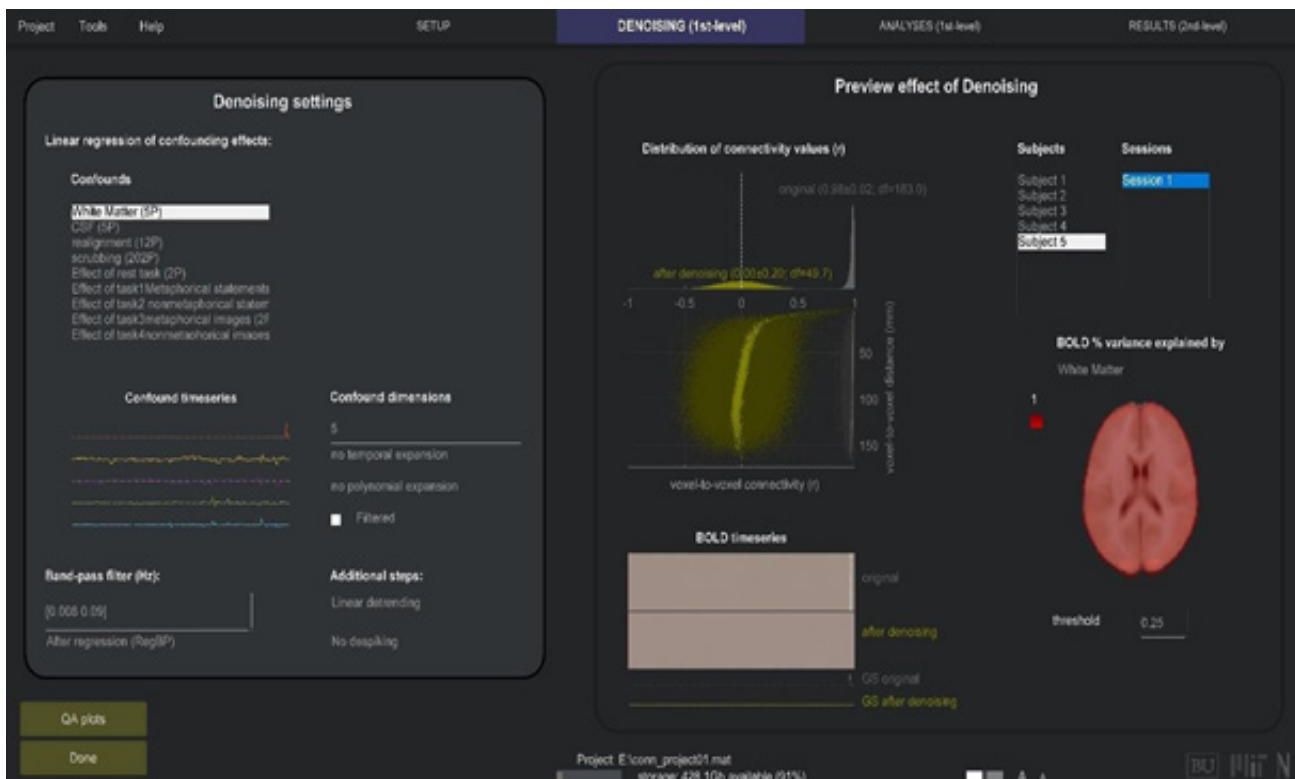 Project Tools Help SETUP DENOISING (1st-level) ANALYSES (1st-level) RESULTS (2nd-level)
Denoising settings
Linear regression of confounding effects:
Confounds
White Matter (5P)
CSF (5P)
realignment (12P)
scrubbing (202P)
Effect of rest task (2P)
Effect of task1Metsphorical statements
Effect of task2 nonmetaphorical statem
Effect of task3metaphorical images (2F
Effect of task4nonmetaphorical images
Confound timeseries
Confound dimensions
5
no temporal expansion
no polynomial expansion
Filtered
Band-pass filter (Hz):
[0.008 0.09]
After regression (RegBP)
Additional steps:
Linear detrending
No despiking
QA plots
Done
Preview effect of Denoising
Distribution of connectivity values (r)
original (0.98±0.02; df=183.0)
after denoising (0.00±0.20; df=49.7)
-1 -0.5 0 0.5 1
50
100
150
voxel-to-voxel distance (mm)
voxel-to-voxel connectivity (r)
Subjects
Subject 1
Subject 2
Subject 3
Subject 4
Subject 5
Sessions
Session 1
BOLD % variance explained by
White Matter
1
threshold 0.25
BOLD timeseries
original
after denoising
GS original
GS after denoising
Project: E:\conn_project01.mat
storage: 428.1Gb available (91%)
BU